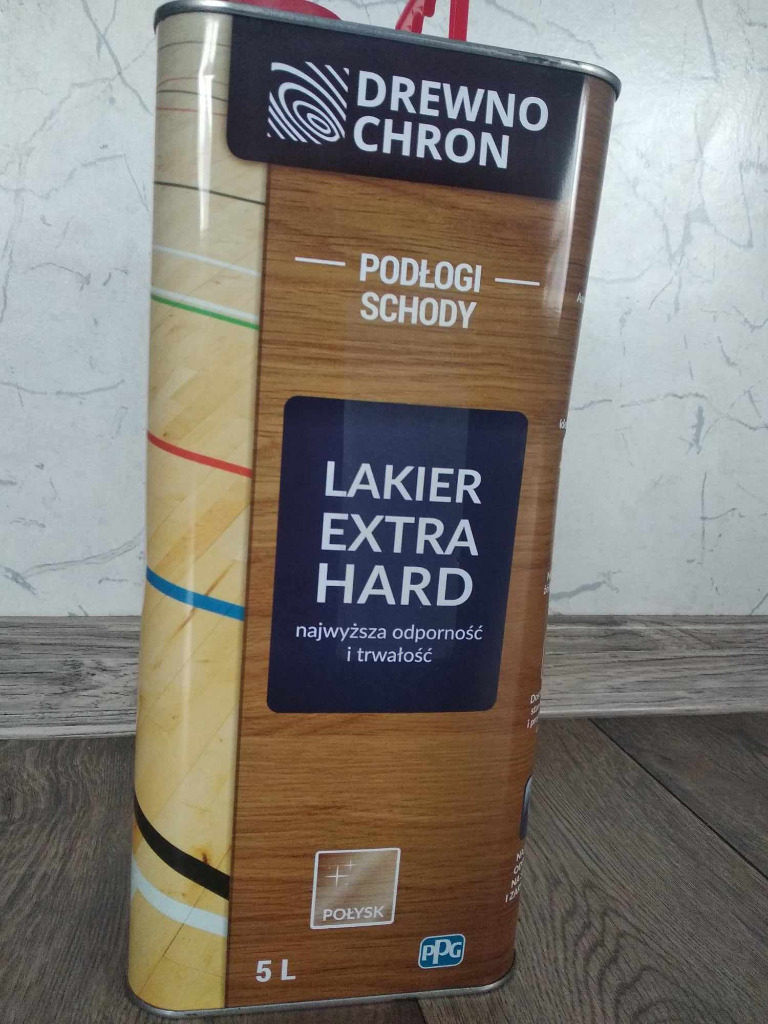 DREWNO
CHRON
PODŁOGI
SCHODY
LAKIER
EXTRA
HARD
najwyższa odporność
i trwałość
POŁYSK
PPG
5 L